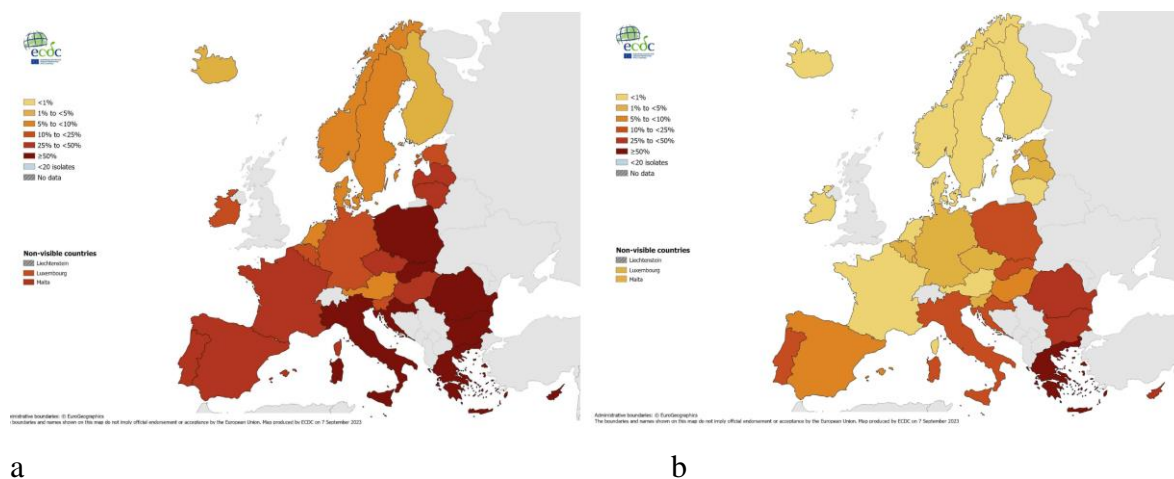 ecdc
<1%
1% to <5%
5% to <10%
10% to <25%
25% to <50%
≥50%
<20 isolates
No data
Non-visible countries
Liechtenstein
Luxembourg
Malta
dministrative boundaries: © EuroGeographics
boundaries and names shown on this map do not imply official endorsement or acceptance by the European Union. Map produced by ECDC on 7 September 2023
a
ecdc
<1%
1% to <5%
5% to <10%
10% to <25%
25% to <50%
≥50%
<20 isolates
No data
Non-visible countries
Liechtenstein
Luxembourg
Malta
Administrative boundaries: © EuroGeographics
The boundaries and names shown on this map do not imply official endorsement or acceptance by the European Union. Map produced by ECDC on 7 September 2023
b